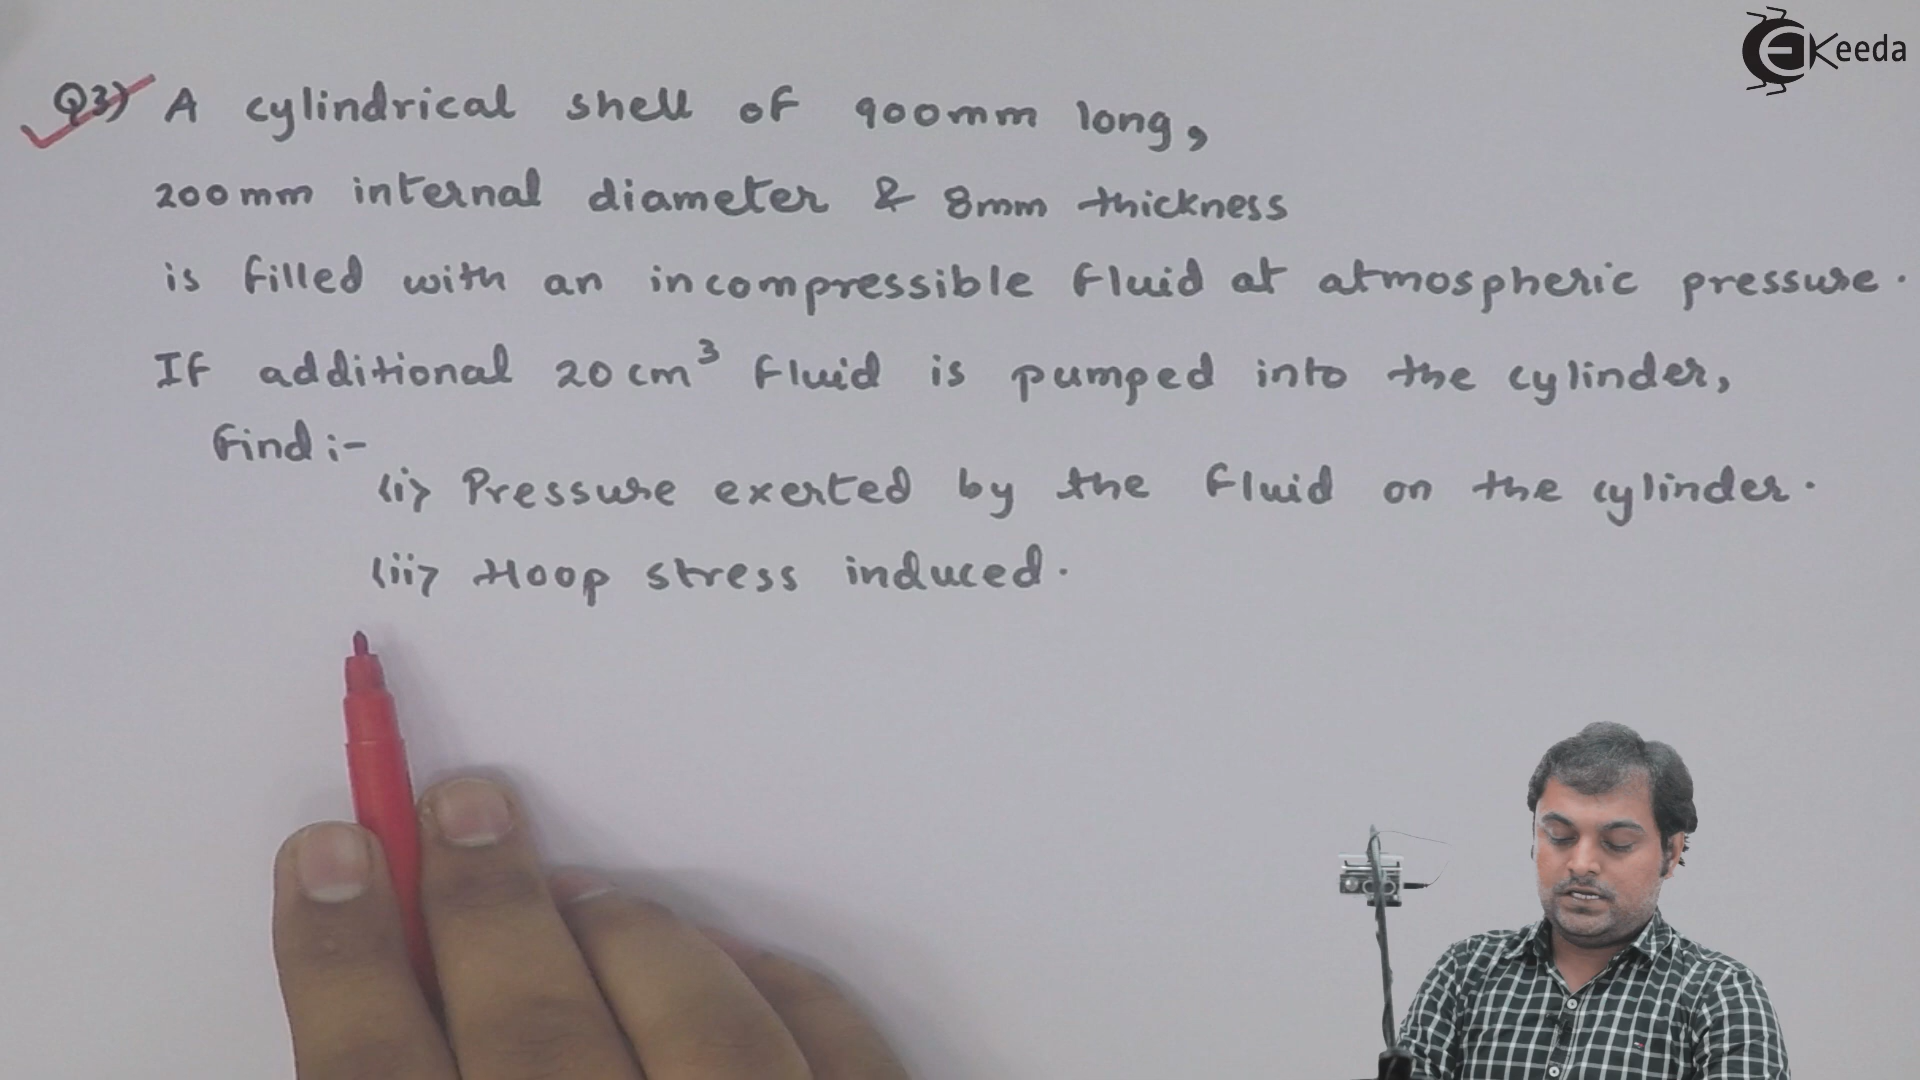 Keeda
Q3) A cylindrical shell of 900mm long,
200mm internal diameter & 8mm thickness
is filled with an incompressible fluid at atmospheric pressure.
If additional 20cm³ fluid is pumped into the cylinder,
Find:-
(i) Pressure exerted by the fluid on the cylinder.
(ii) Hoop stress induced.